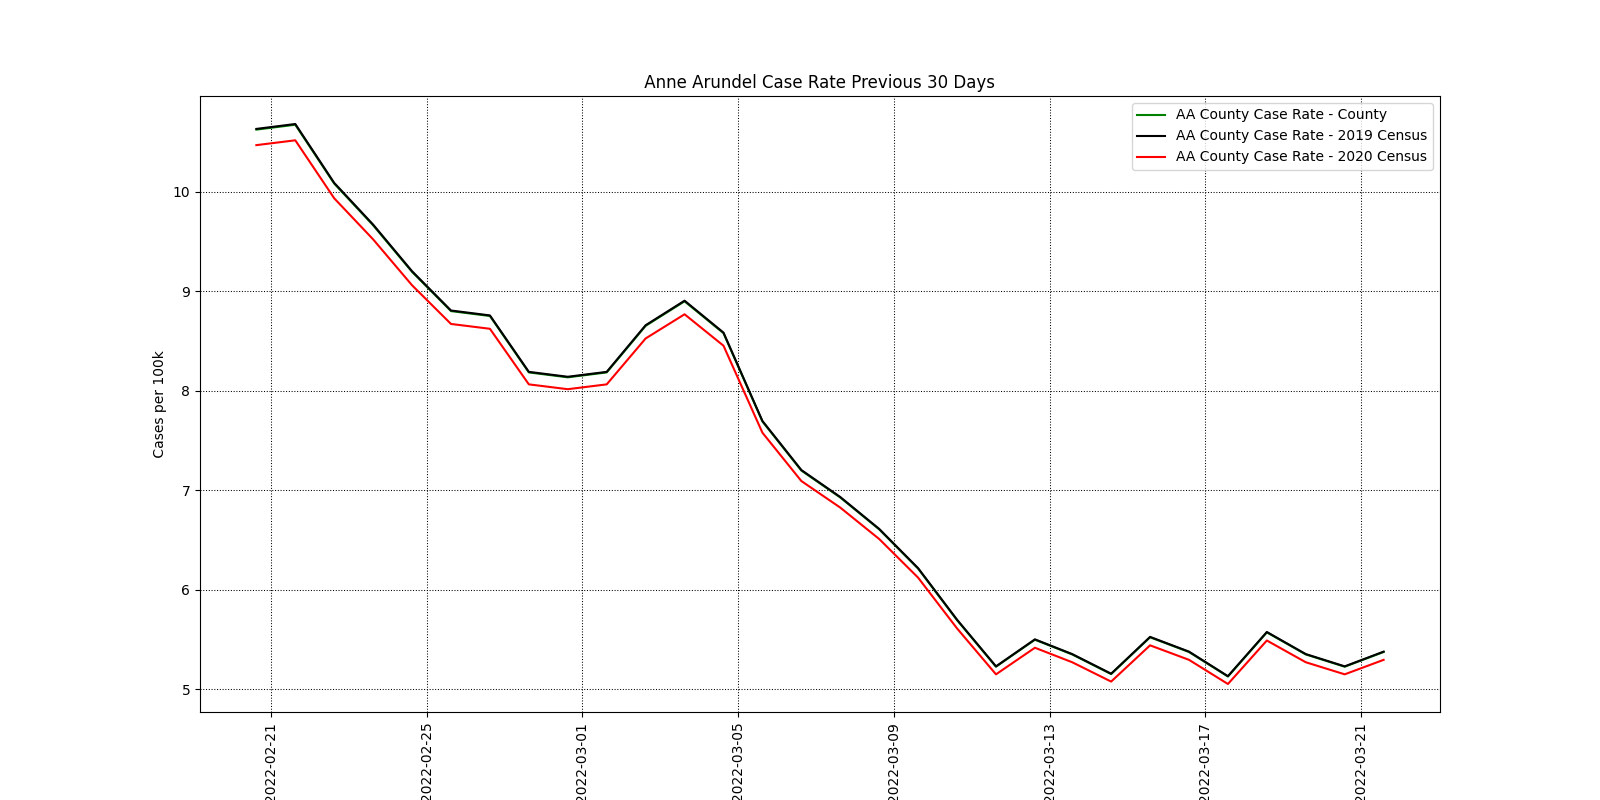 Anne Arundel Case Rate Previous 30 Days
AA County Case Rate - County
AA County Case Rate - 2019 Census
AA County Case Rate - 2020 Census
Cases per 100k
10
9
8
7
6
5
2022-02-21
2022-02-25
2022-03-01
2022-03-05
2022-03-09
2022-03-13
2022-03-17
2022-03-21